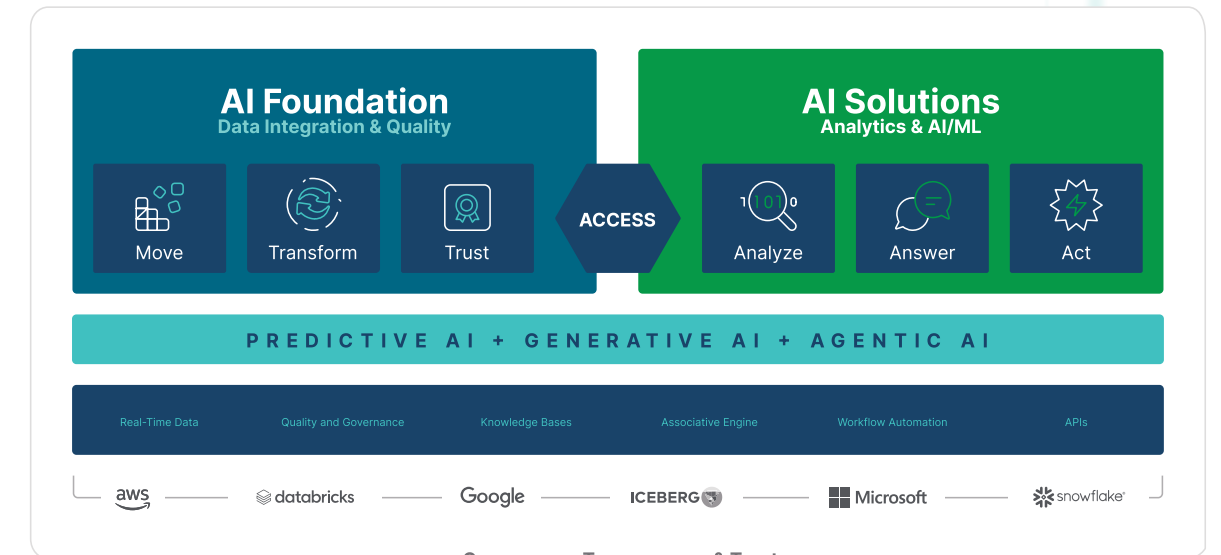 AI Foundation
Data Integration & Quality
Move
Transform
Trust
ACCESS
AI Solutions
Analytics & AI/ML
101
Analyze
Answer
Act
PREDICTIVE AI + GENERATIVE AI + AGENTIC AI
Real-Time Data
Quality and Governance
Knowledge Bases
Associative Engine
Workflow Automation
APIs
aws
databricks
Google
ICEBERG
Microsoft
snowflake